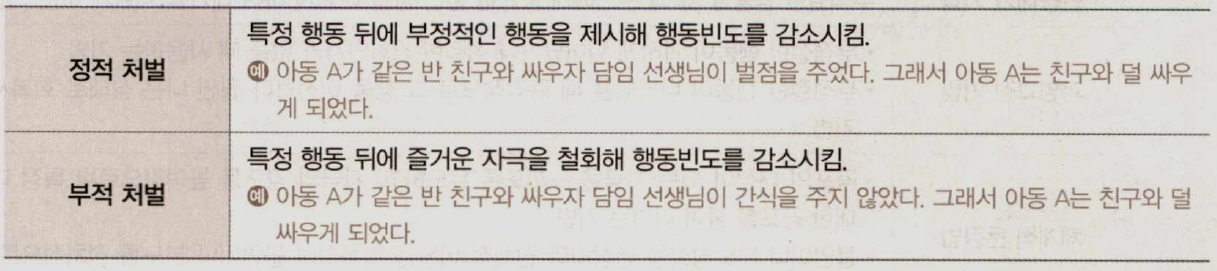 정적 처벌
특정 행동 뒤에 부정적인 행동을 제시해 행동빈도를 감소시킴.
예 아동 A가 같은 반 친구와 싸우자 담임 선생님이 벌점을 주었다. 그래서 아동 A는 친구와 덜 싸우
게 되었다.
부적 처벌
특정 행동 뒤에 즐거운 자극을 철회해 행동빈도를 감소시킴.
예 아동 A가 같은 반 친구와 싸우자 담임 선생님이 간식을 주지 않았다. 그래서 아동 A는 친구와 덜
싸우게 되었다.